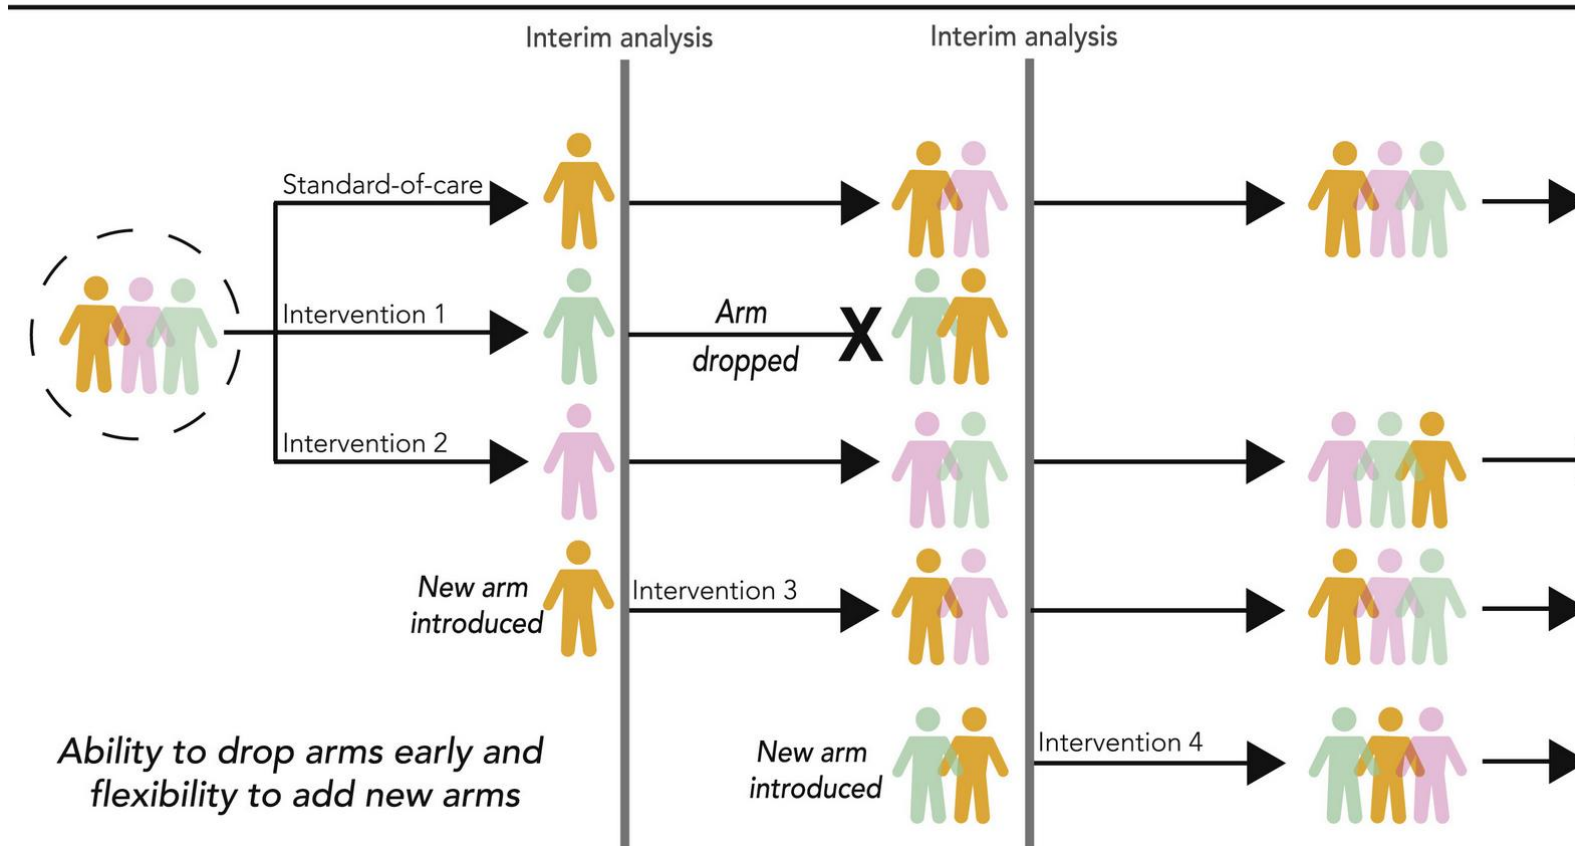 Interim analysis
Interim analysis
Standard-of-care
Intervention 1
Arm
dropped
X
Intervention 2
New arm
introduced
Intervention 3
Ability to drop arms early and
flexibility to add new arms
New arm
introduced
Intervention 4